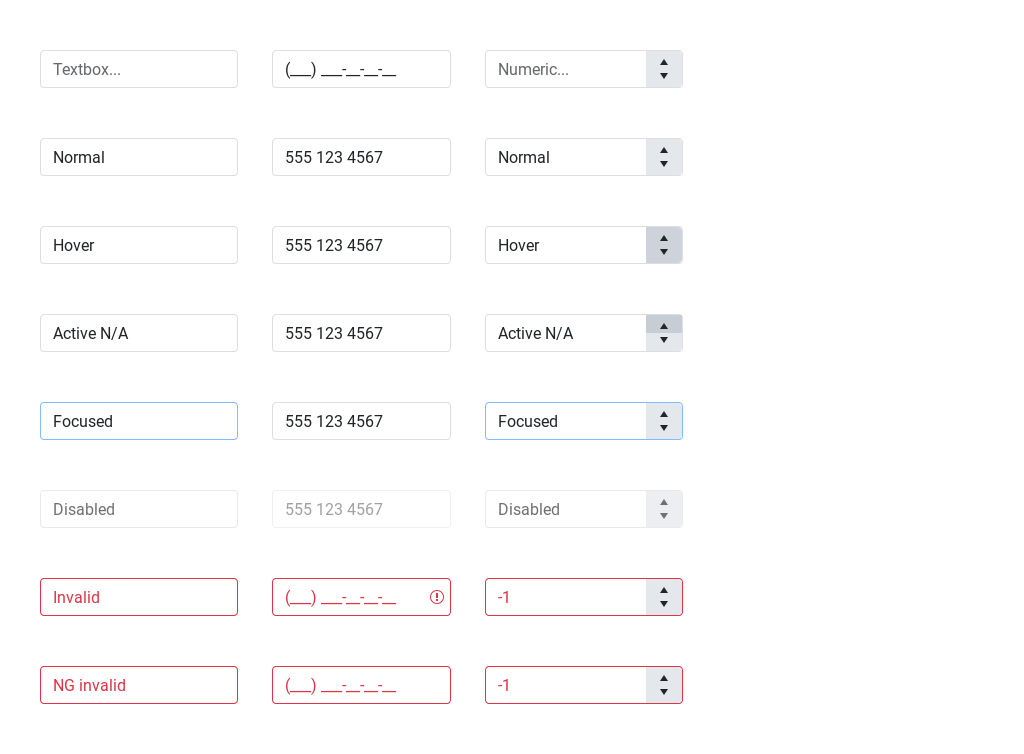 Textbox... (___) ___-__-__-__ Numeric...
Normal 555 123 4567 Normal
Hover 555 123 4567 Hover
Active N/A 555 123 4567 Active N/A
Focused 555 123 4567 Focused
Disabled 555 123 4567 Disabled
Invalid (___) ___-__-__-__ -1
NG invalid (___) ___-__-__-__ -1